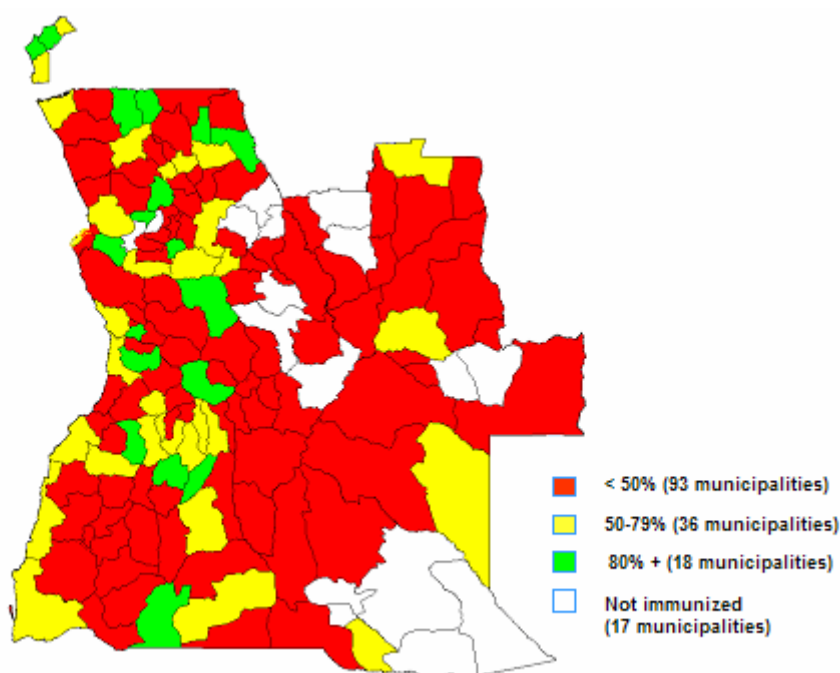 < 50% (93 municipalities)
50-79% (36 municipalities)
80% + (18 municipalities)
Not immunized
(17 municipalities)